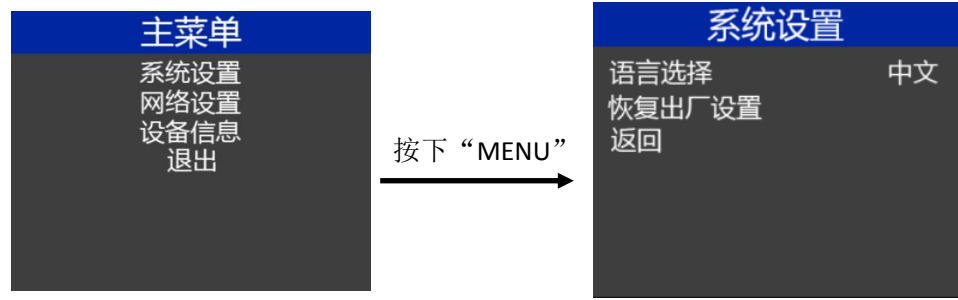 主菜单
系统设置
网络设置
设备信息
退出
按下“MENU”
系统设置
语言选择 中文
恢复出厂设置
返回